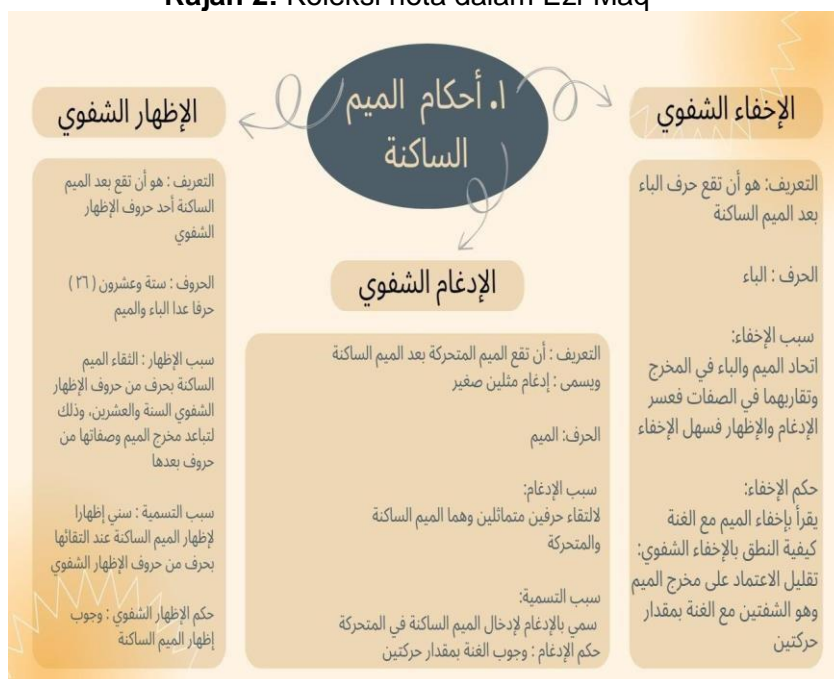 Rajah 2: Koleksi nota dalam Ezi-Maq
١. أحكام الميم
الساكنة
الإخفاء الشفوي
التعريف: هو أن تقع حرف الباء
بعد الميم الساكنة
الحرف : الباء
سبب الإخفاء:
اتحاد الميم والباء في المخرج
وتقاربهما في الصفات فعسر
الإدغام والإظهار فسهل الإخفاء
حكم الإخفاء:
يقرأ بإخفاء الميم مع الغنة
كيفية النطق بالإخفاء الشفوي:
تقليل الاعتماد على مخرج الميم
وهو الشفتين مع الغنة بمقدار
حركتين
الإدغام الشفوي
التعريف : أن تقع الميم المتحركة بعد الميم الساكنة
ويسمى : إدغام مثلين صغير
الحرف: الميم
سبب الإدغام:
لالتقاء حرفين متماثلين وهما الميم الساكنة
والمتحركة
سبب التسمية:
سمي بالإدغام لإدخال الميم الساكنة في المتحركة
حكم الإدغام : وجوب الغنة بمقدار حركتين
الإظهار الشفوي
التعريف : هو أن تقع بعد الميم
الساكنة أحد حروف الإظهار
الشفوي
الحروف : ستة وعشرون ( ٢٦ )
حرفا عدا الباء والميم
سبب الإظهار : الثقاء الميم
الساكنة بحرف من حروف الإظهار
الشفوي السنة والعشرين، وذلك
لتباعد مخرج الميم وصفاتها من
حروف بعدها
سبب التسمية : سني إظهارا
لإظهار الميم الساكنة عند التقائها
بحرف من حروف الإظهار الشفوي
حكم الإظهار الشفوي : وجوب
إظهار الميم الساكنة